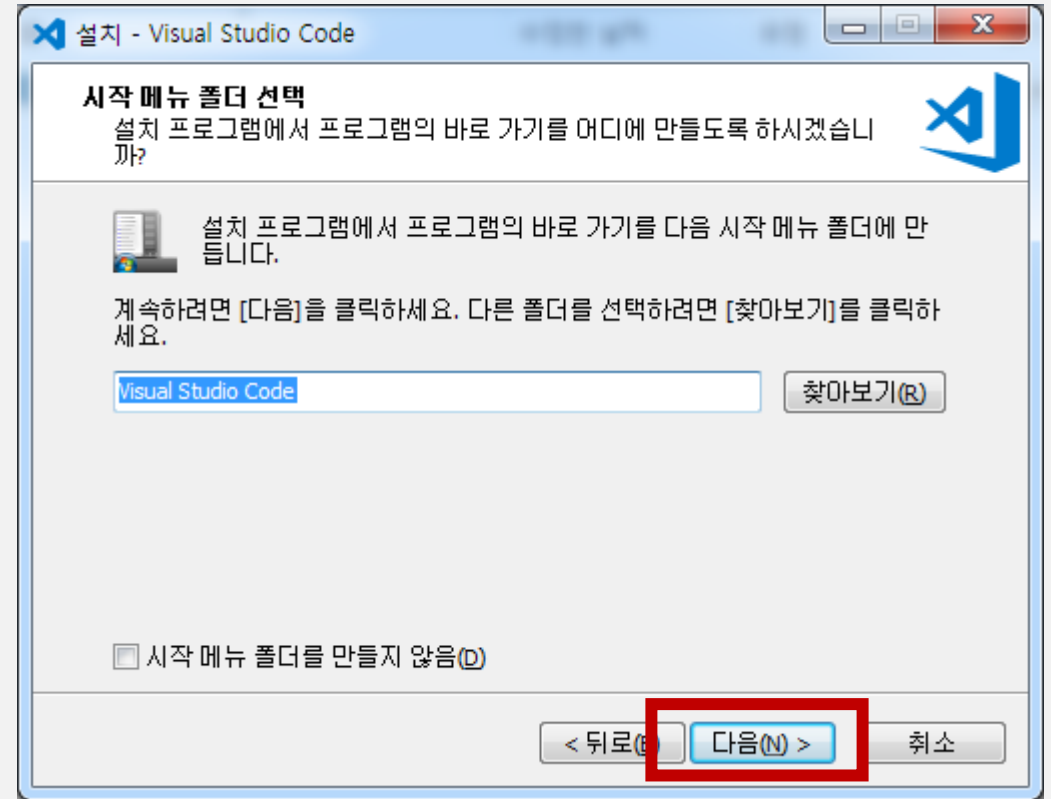 설치 - Visual Studio Code
시작 메뉴 폴더 선택
설치 프로그램에서 프로그램의 바로 가기를 어디에 만들도록 하시겠습니
까?
설치 프로그램에서 프로그램의 바로 가기를 다음 시작 메뉴 폴더에 만
듭니다.
계속하려면 [다음]을 클릭하세요. 다른 폴더를 선택하려면 [찾아보기]를 클릭하
세요.
Visual Studio Code
찾아보기(R)
시작 메뉴 폴더를 만들지 않음(D)
< 뒤로(B) 다음(N) > 취소